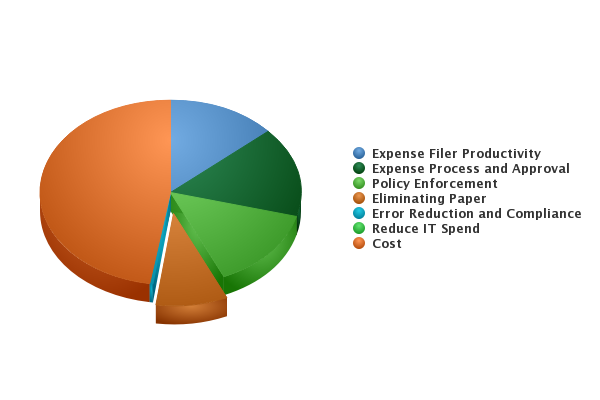 Expense Filer Productivity
Expense Process and Approval
Policy Enforcement
Eliminating Paper
Error Reduction and Compliance
Reduce IT Spend
Cost